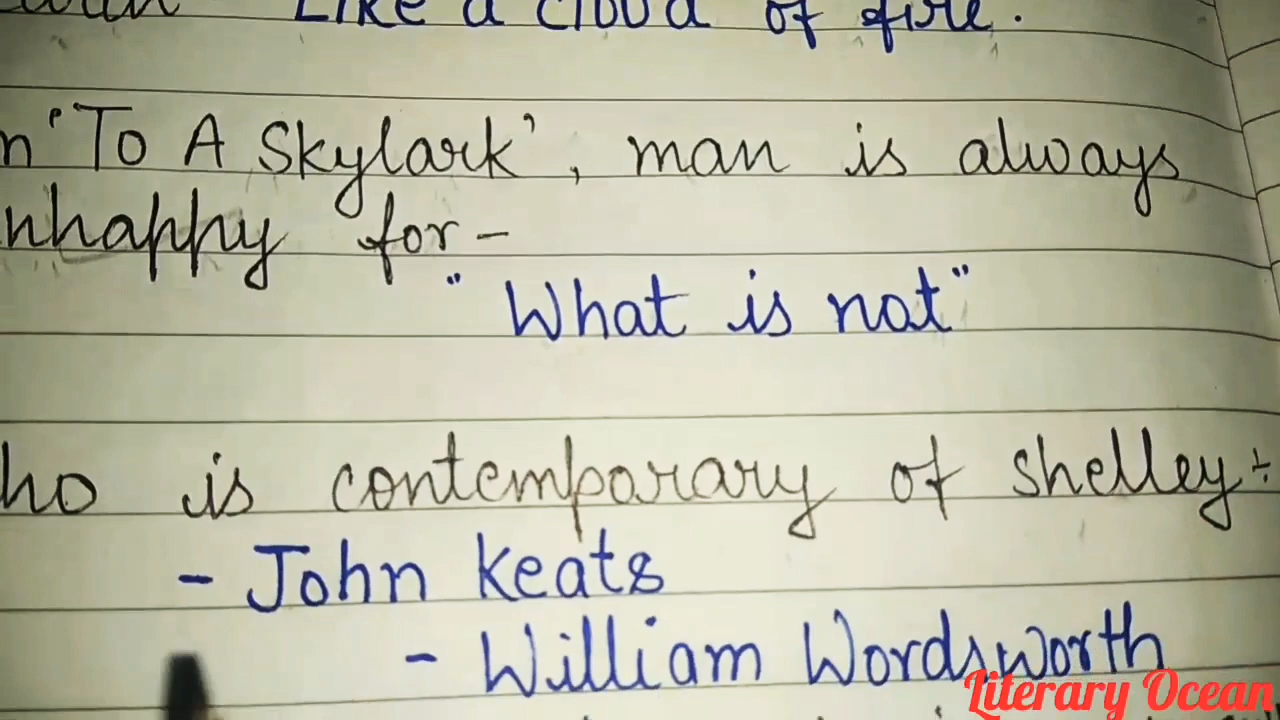 Like a cloud of fire.
n 'To A Skylark', man is always
nhappy for -
"What is not"
ho is contemporary of shelley÷
- John Keats
- William Wordsworth
Literary Ocean